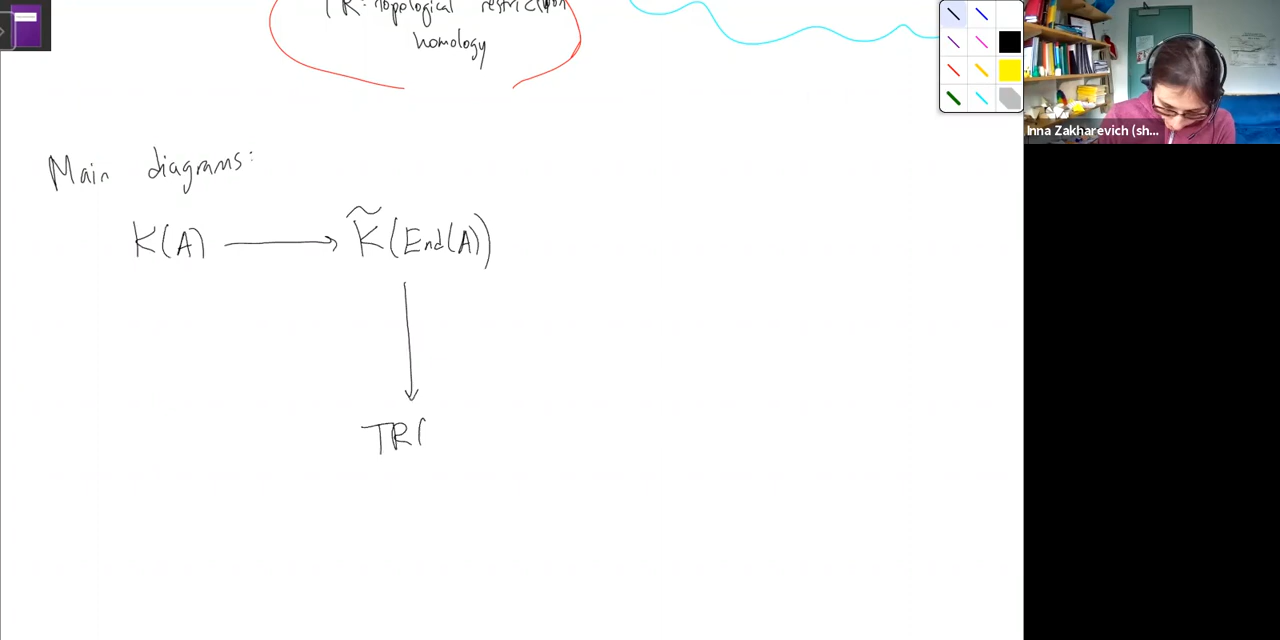 TR: Topological restriction
homology
Main diagrams:
K(A) ⟶ K̃(End(A))
TR(
Inna Zakharevich (sh...